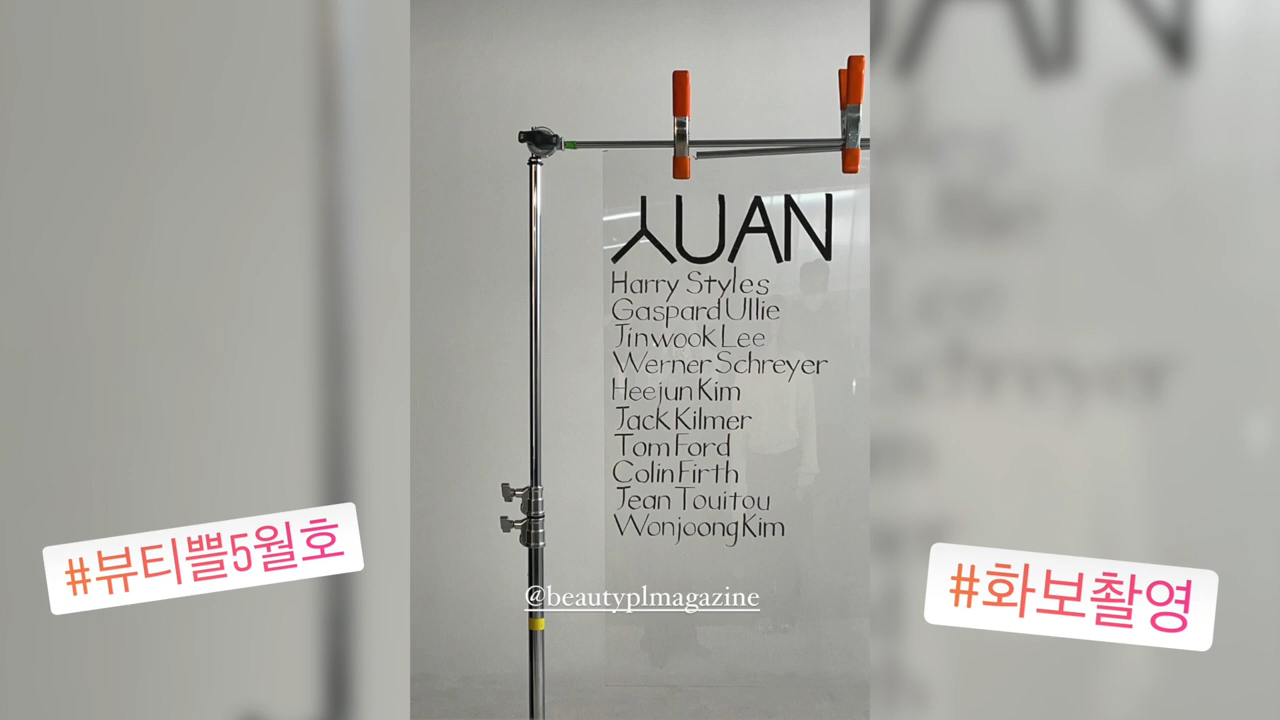 ⅄UAN
Harry Styles
Gaspard Ullie
Jinwook Lee
Werner Schreyer
Heejun Kim
Jack Kilmer
Tom Ford
Colin Firth
Jean Touitou
Wonjoong Kim
@beautyplmagazine
#뷰티쁠5월호
#화보촬영